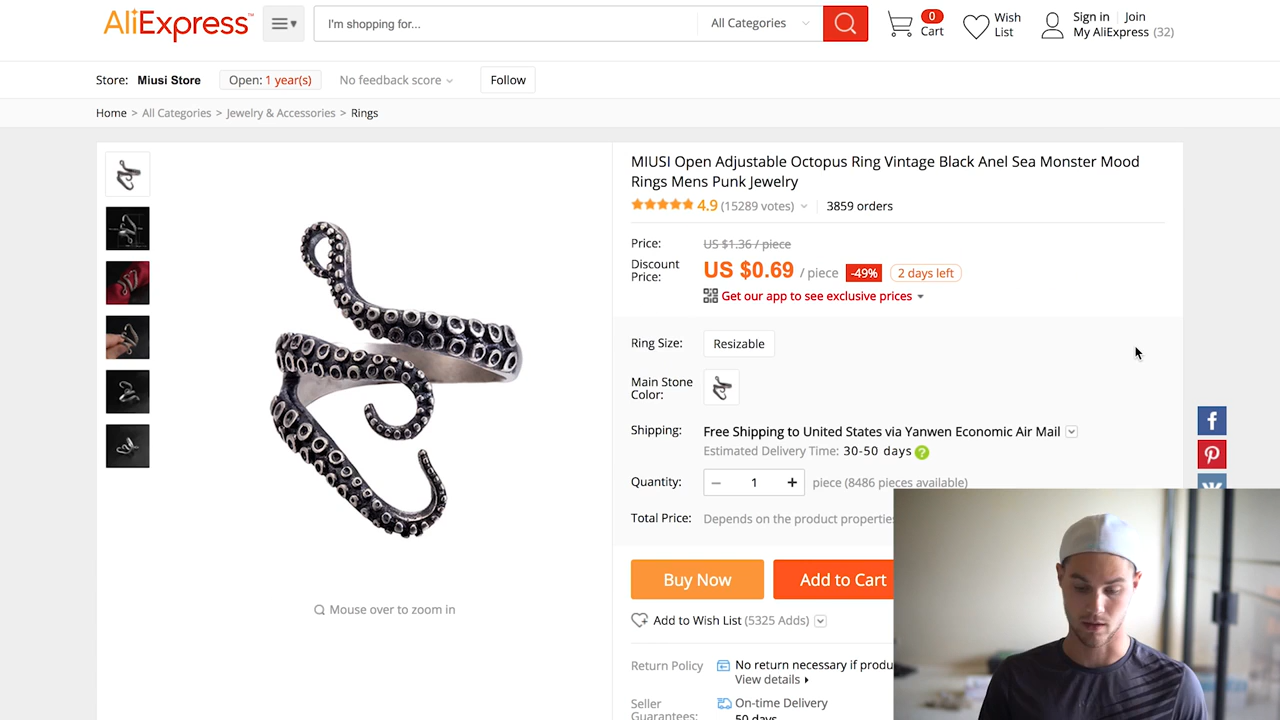 AliExpress™
I'm shopping for...
All Categories
0
Cart
Wish
List
Sign in | Join
My AliExpress (32)
Store: Miusi Store
Open: 1 year(s)
No feedback score
Follow
Home > All Categories > Jewelry & Accessories > Rings
MIUSI Open Adjustable Octopus Ring Vintage Black Anel Sea Monster Mood
Rings Mens Punk Jewelry
4.9 (15289 votes)
3859 orders
Price: US $1.36 / piece
Discount
Price:
US $0.69 / piece -49% 2 days left
Get our app to see exclusive prices
Ring Size: Resizable
Main Stone
Color:
Shipping: Free Shipping to United States via Yanwen Economic Air Mail
Estimated Delivery Time: 30-50 days ?
Quantity: − 1 + piece (8486 pieces available)
Total Price: Depends on the product propertie
Buy Now
Add to Cart
Mouse over to zoom in
Add to Wish List (5325 Adds)
Return Policy
No return necessary if produ
View details
Seller
Guarantees:
On-time Delivery
50 days